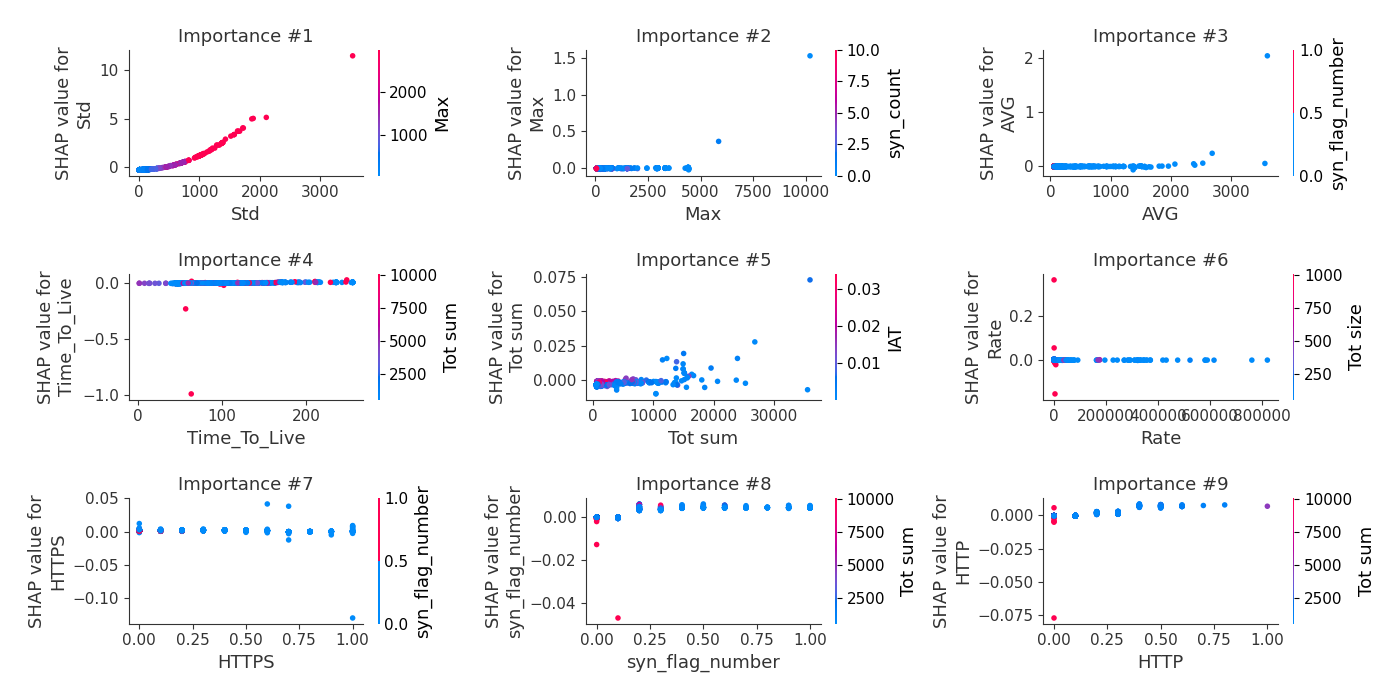 Importance #1
10
5
0
0 1000 2000 3000
Std
SHAP value for
Std
2000
1000
Max
Importance #2
1.5
1.0
0.5
0.0
0 2500 5000 7500 10000
Max
SHAP value for
Max
10.0
7.5
5.0
2.5
0.0
syn_count
Importance #3
2
1
0
0 1000 2000 3000
AVG
SHAP value for
AVG
1.0
0.5
0.0
syn_flag_number
Importance #4
0.0
−0.5
−1.0
0 100 200
Time_To_Live
SHAP value for
Time_To_Live
10000
7500
5000
2500
Tot sum
Importance #5
0.075
0.050
0.025
0.000
0 10000 20000 30000
Tot sum
SHAP value for
Tot sum
0.03
0.02
0.01
IAT
Importance #6
0.2
0.0
0 200000 400000 600000 800000
Rate
SHAP value for
Rate
1000
750
500
250
Tot size
Importance #7
0.05
0.00
−0.05
−0.10
0.00 0.25 0.50 0.75 1.00
HTTPS
SHAP value for
HTTPS
1.0
0.5
0.0
syn_flag_number
Importance #8
0.00
−0.02
−0.04
0.00 0.25 0.50 0.75 1.00
syn_flag_number
SHAP value for
syn_flag_number
10000
7500
5000
2500
Tot sum
Importance #9
0.000
−0.025
−0.050
−0.075
0.00 0.25 0.50 0.75 1.00
HTTP
SHAP value for
HTTP
10000
7500
5000
2500
Tot sum